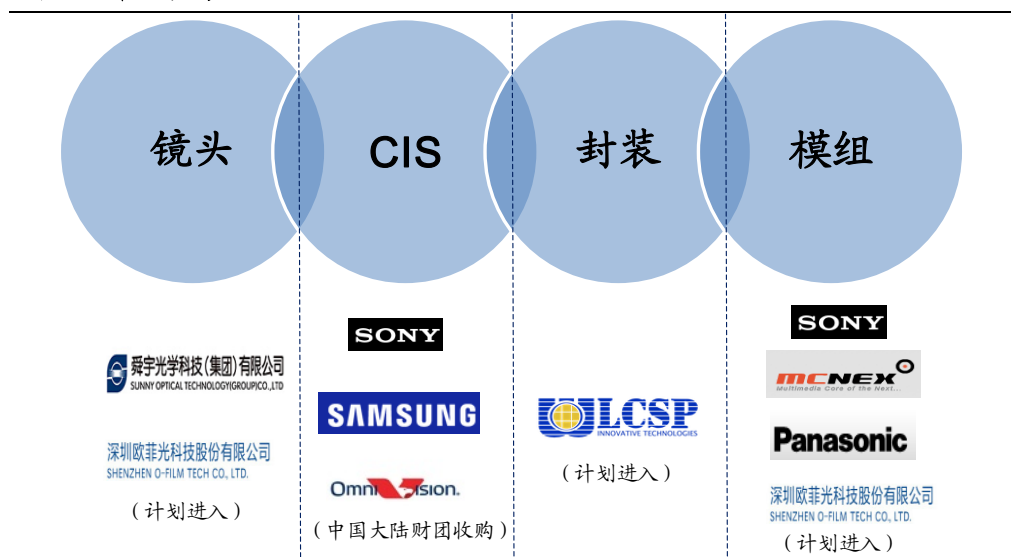 镜头
CIS
封装
模组
舜宇光学科技(集团)有限公司
SUNNY OPTICAL TECHNOLOGY(GROUP)CO.,LTD
深圳欧菲光科技股份有限公司
SHENZHEN O-FILM TECH CO., LTD.
(计划进入)
SONY
SAMSUNG
OmniVision.
(中国大陆财团收购)
WLCSP
INNOVATIVE TECHNOLOGIES
(计划进入)
SONY
mcnex
Multimedia Core of the Next...
Panasonic
深圳欧菲光科技股份有限公司
SHENZHEN O-FILM TECH CO., LTD.
(计划进入)